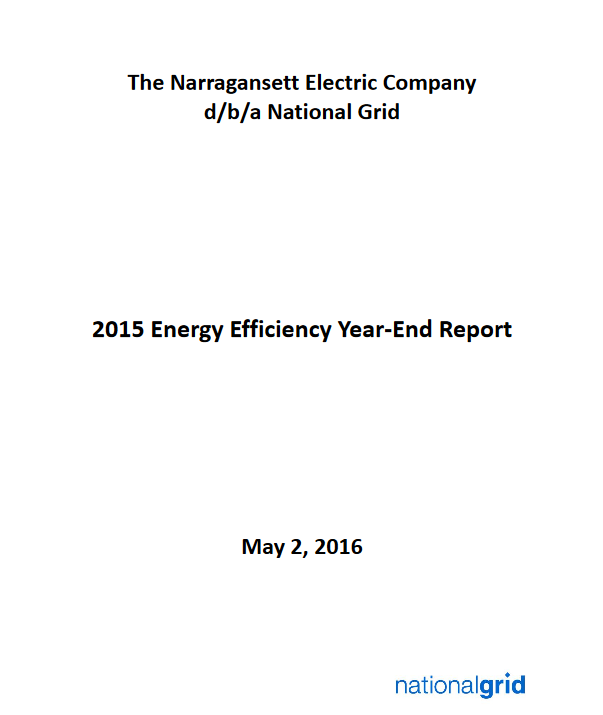 The Narragansett Electric Company
d/b/a National Grid
2015 Energy Efficiency Year-End Report
May 2, 2016
nationalgrid